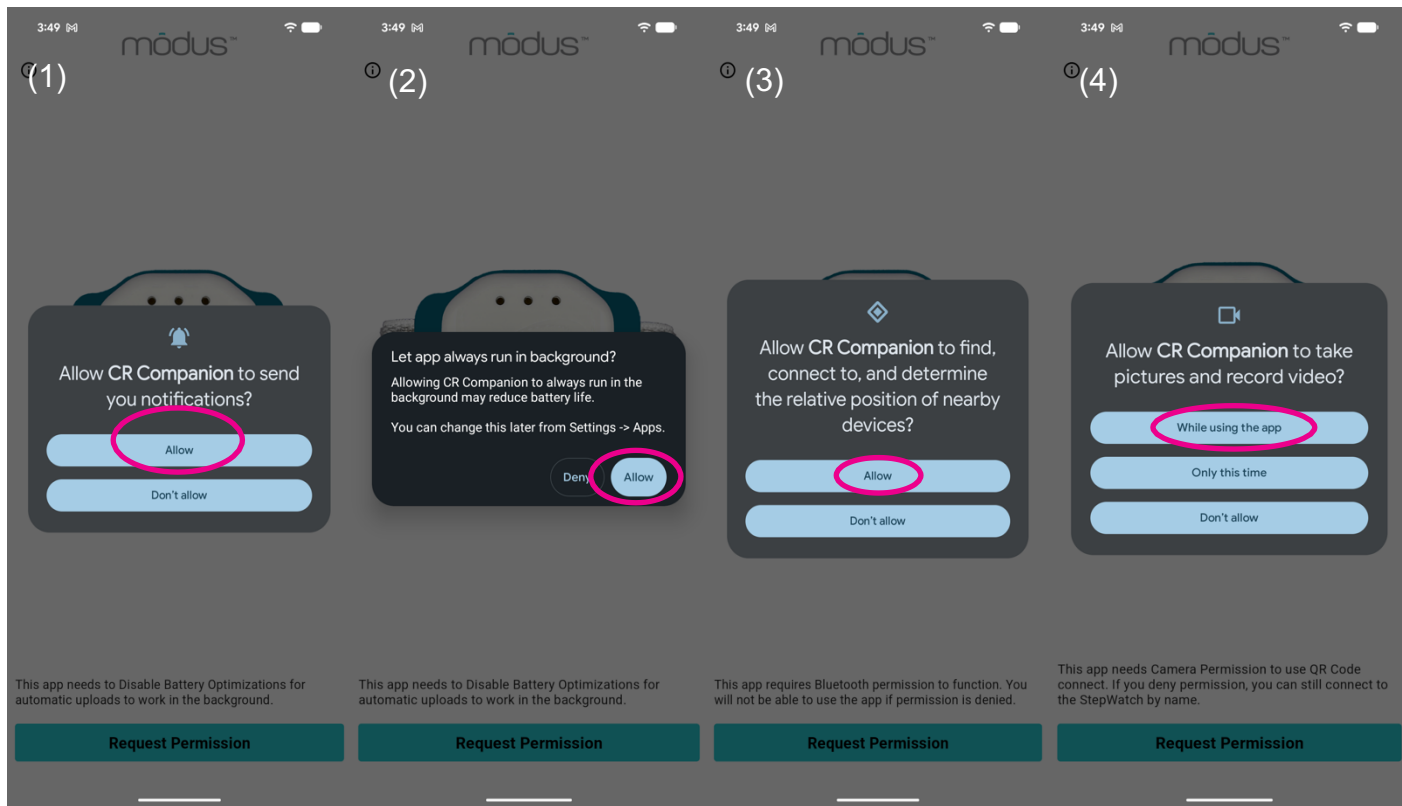 3:49
modus™
(1)
Allow CR Companion to send
you notifications?
Allow
Don't allow
This app needs to Disable Battery Optimizations for
automatic uploads to work in the background.
Request Permission
3:49
modus™
(2)
Let app always run in background?
Allowing CR Companion to always run in the
background may reduce battery life.
You can change this later from Settings -> Apps.
Deny
Allow
This app needs to Disable Battery Optimizations for
automatic uploads to work in the background.
Request Permission
3:49
mōdus™
(3)
Allow CR Companion to find,
connect to, and determine
the relative position of nearby
devices?
Allow
Don't allow
This app requires Bluetooth permission to function. You
will not be able to use the app if permission is denied.
Request Permission
3:49
mōdus™
(4)
Allow CR Companion to take
pictures and record video?
While using the app
Only this time
Don't allow
This app needs Camera Permission to use QR Code
connect. If you deny permission, you can still connect to
the StepWatch by name.
Request Permission